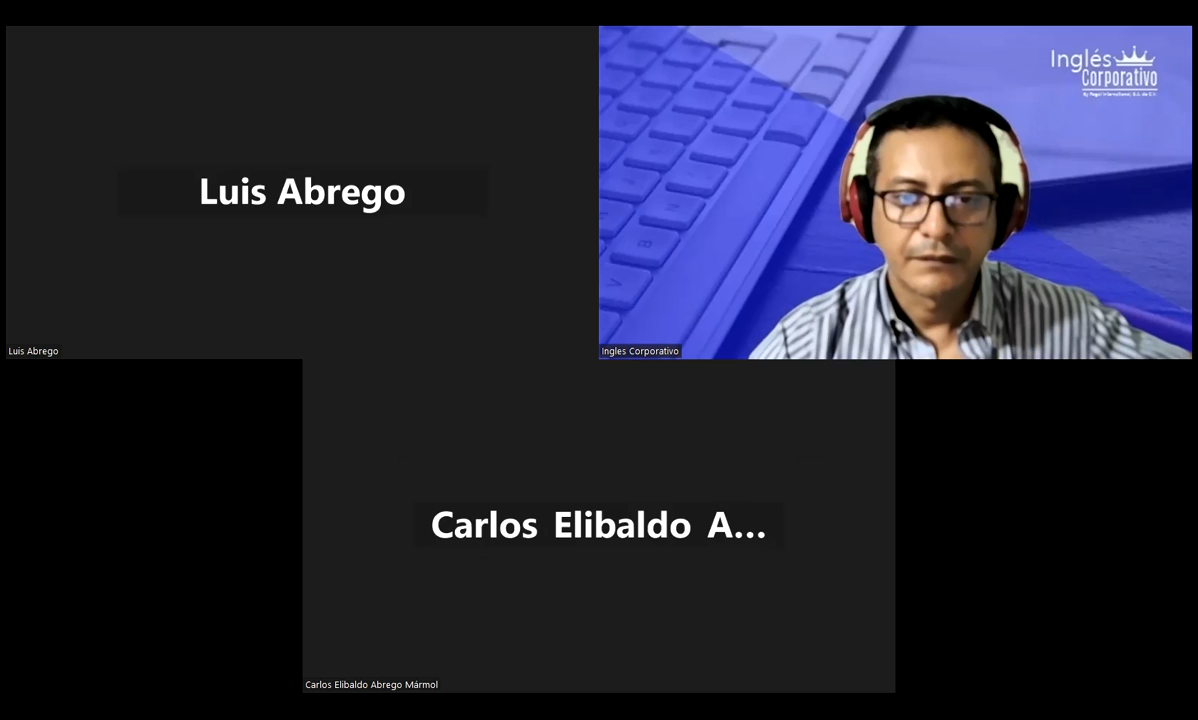 Luis Abrego
Luis Abrego
Inglés
Corporativo
Ingles Corporativo
Carlos Elibaldo A...
Carlos Elibaldo Abrego Mármol